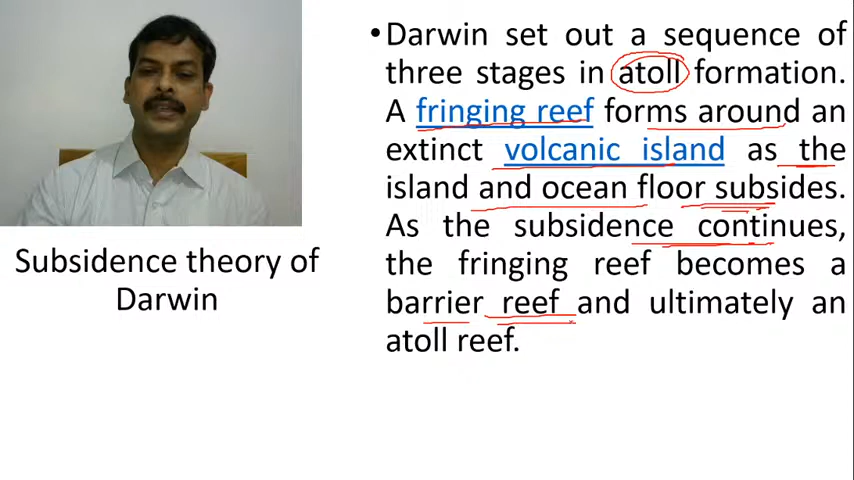 Subsidence theory of
Darwin
•Darwin set out a sequence of
three stages in atoll formation.
A fringing reef forms around an
extinct volcanic island as the
island and ocean floor subsides.
As the subsidence continues,
the fringing reef becomes a
barrier reef and ultimately an
atoll reef.